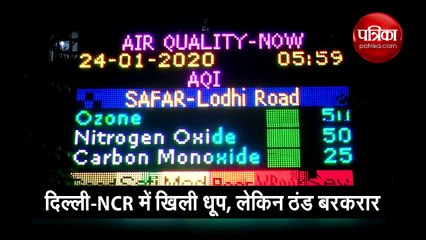 पत्रिका
patrika.com
AIR QUALITY-NOW
24-01-2020 05:59
AQI
SAFAR-Lodhi Road
Ozone 50
Nitrogen Oxide 50
Carbon Monoxide 25
दिल्ली-NCR में खिली धूप, लेकिन ठंड बरकरार